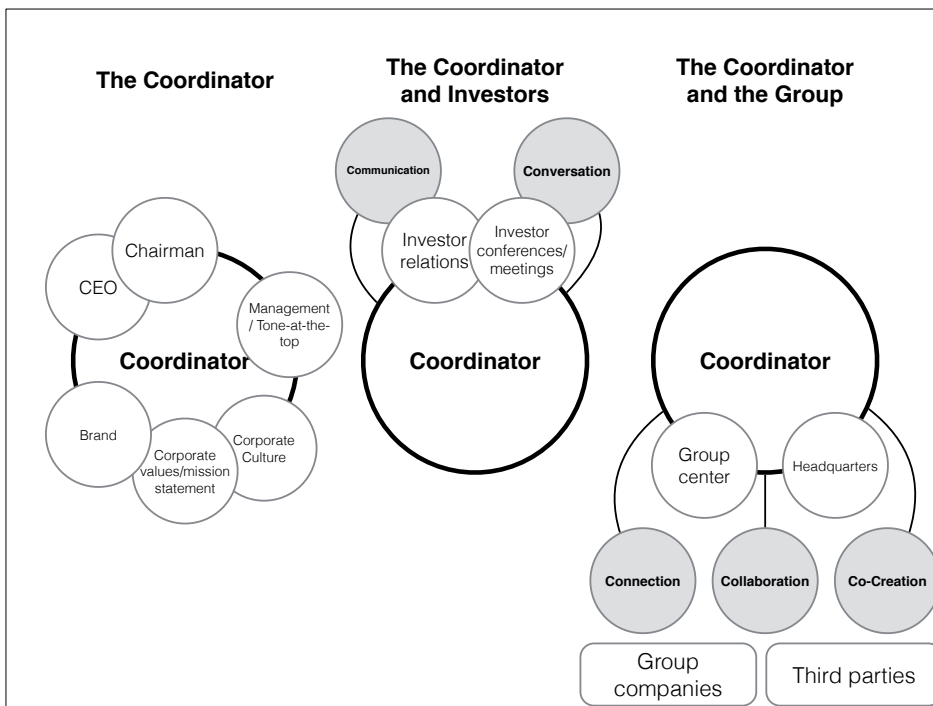 The Coordinator
Chairman
CEO
Management
/ Tone-at-the-
top
Coordinator
Brand
Corporate
values/mission
statement
Corporate
Culture
The Coordinator
and Investors
Communication
Conversation
Investor
relations
Investor
conferences/
meetings
Coordinator
The Coordinator
and the Group
Coordinator
Group
center
Headquarters
Connection
Collaboration
Co-Creation
Group
companies
Third parties